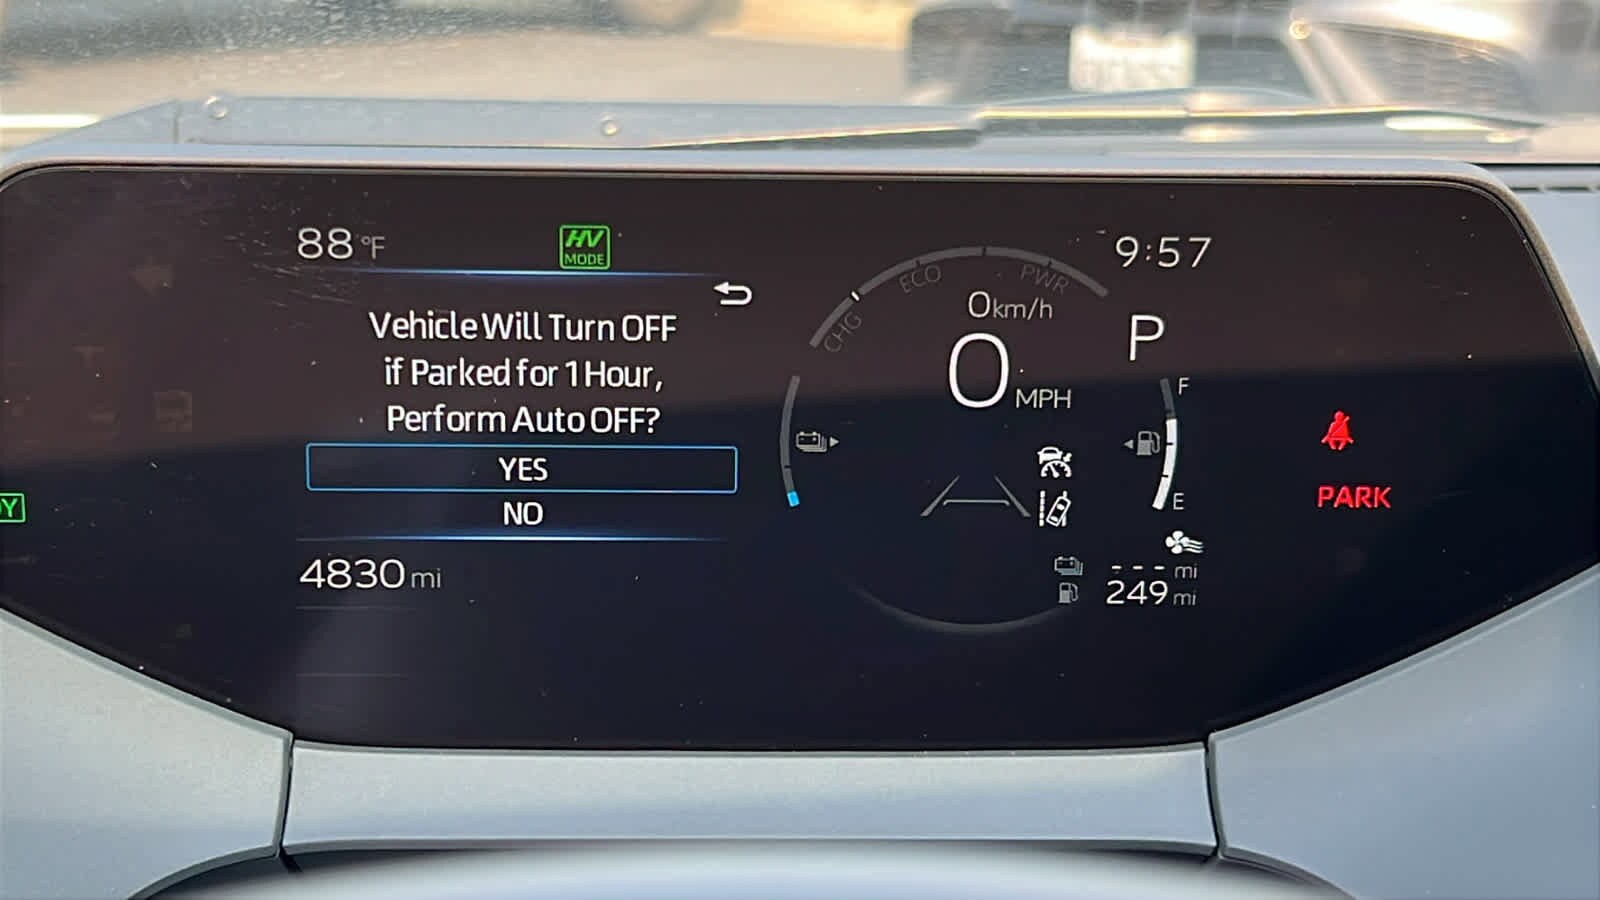 88 °F
HV
MODE
9:57
Vehicle Will Turn OFF
if Parked for 1 Hour,
Perform Auto OFF?
YES
NO
4830 mi
CHG
ECO
PWR
0 km/h
0 MPH
P
F
E
- - - mi
249 mi
PARK